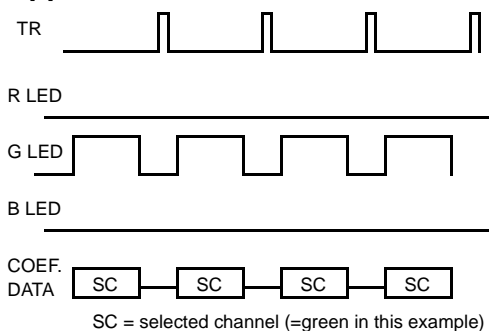 TR
R LED
G LED
B LED
COEF.
DATA SC SC SC SC
SC = selected channel (=green in this example)